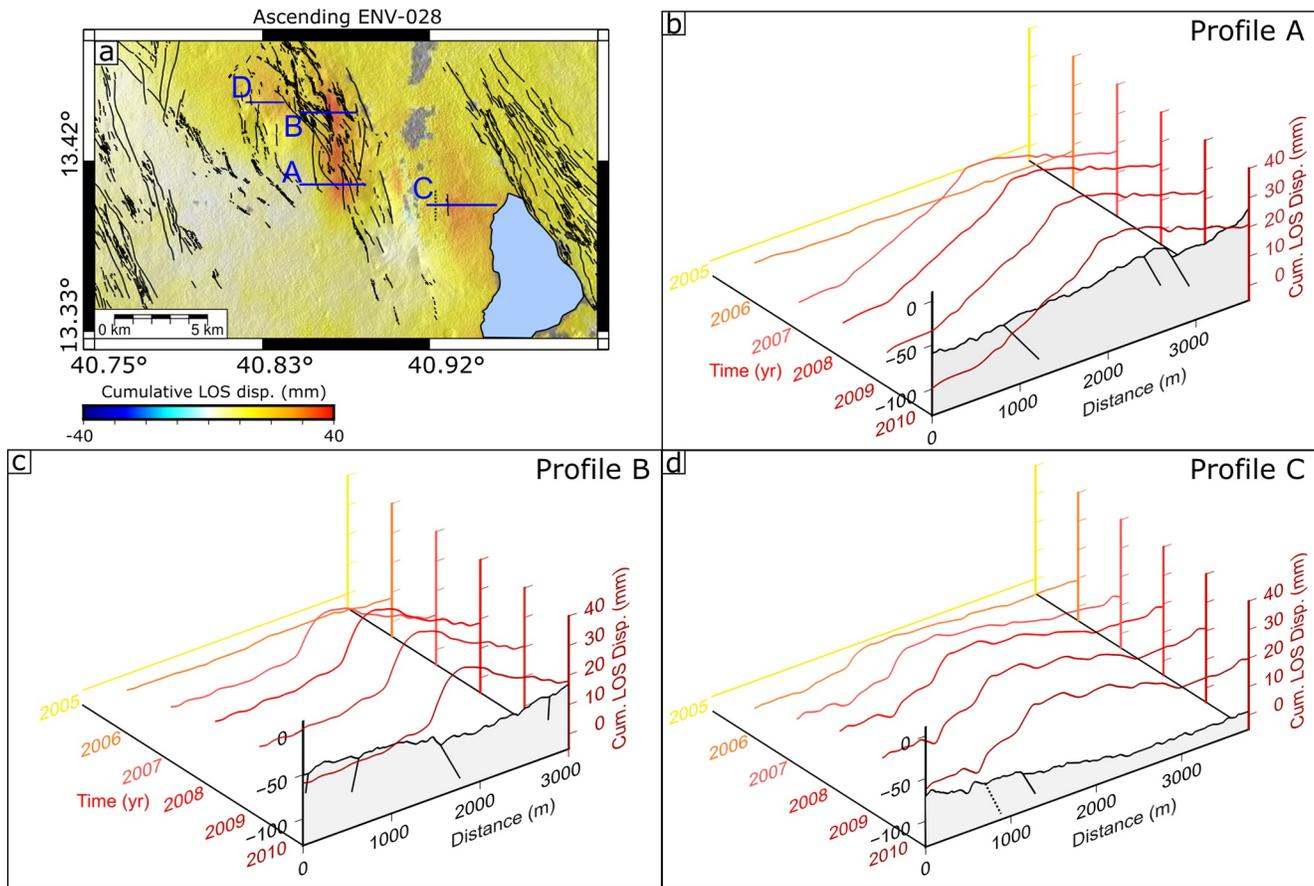 Ascending ENV-028
a
D
B
A
C
13.42°
13.33°
0 km 5 km
40.75° 40.83° 40.92°
Cumulative LOS disp. (mm)
-40 40
b
Profile A
2005
2006
2007
2008
2009
2010
Time (yr)
0
−50
−100
0
1000
2000
3000
Distance (m)
40
30
20
10
0
Cum. LOS Disp. (mm)
c
Profile B
2005
2006
2007
2008
2009
2010
Time (yr)
0
−50
−100
0
1000
2000
3000
Distance (m)
40
30
20
10
0
Cum. LOS Disp. (mm)
d
Profile C
2005
2006
2007
2008
2009
2010
Time (yr)
0
−50
−100
0
1000
2000
3000
Distance (m)
40
30
20
10
0
Cum. LOS Disp. (mm)